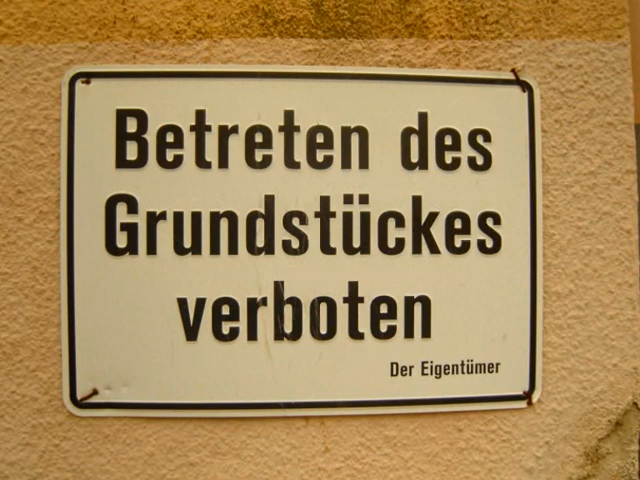 Betreten des
Grundstückes
verboten
Der Eigentümer